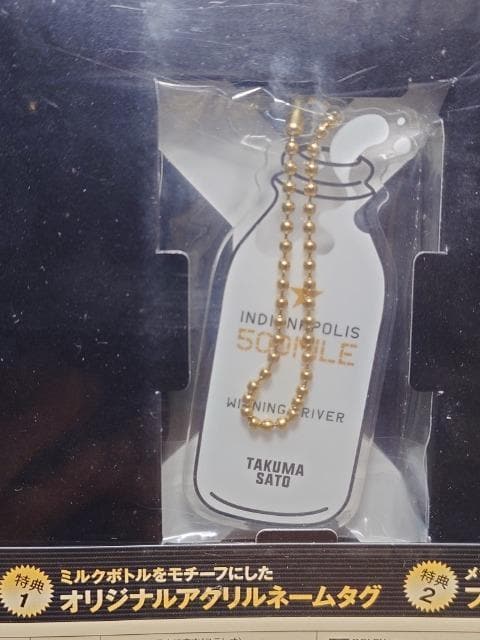 INDIANAPOLIS
500MILE
WINNING DRIVER
TAKUMA
SATO
特典
1
ミルクボトルをモチーフにした
オリジナルアクリルネームタグ
特典
2